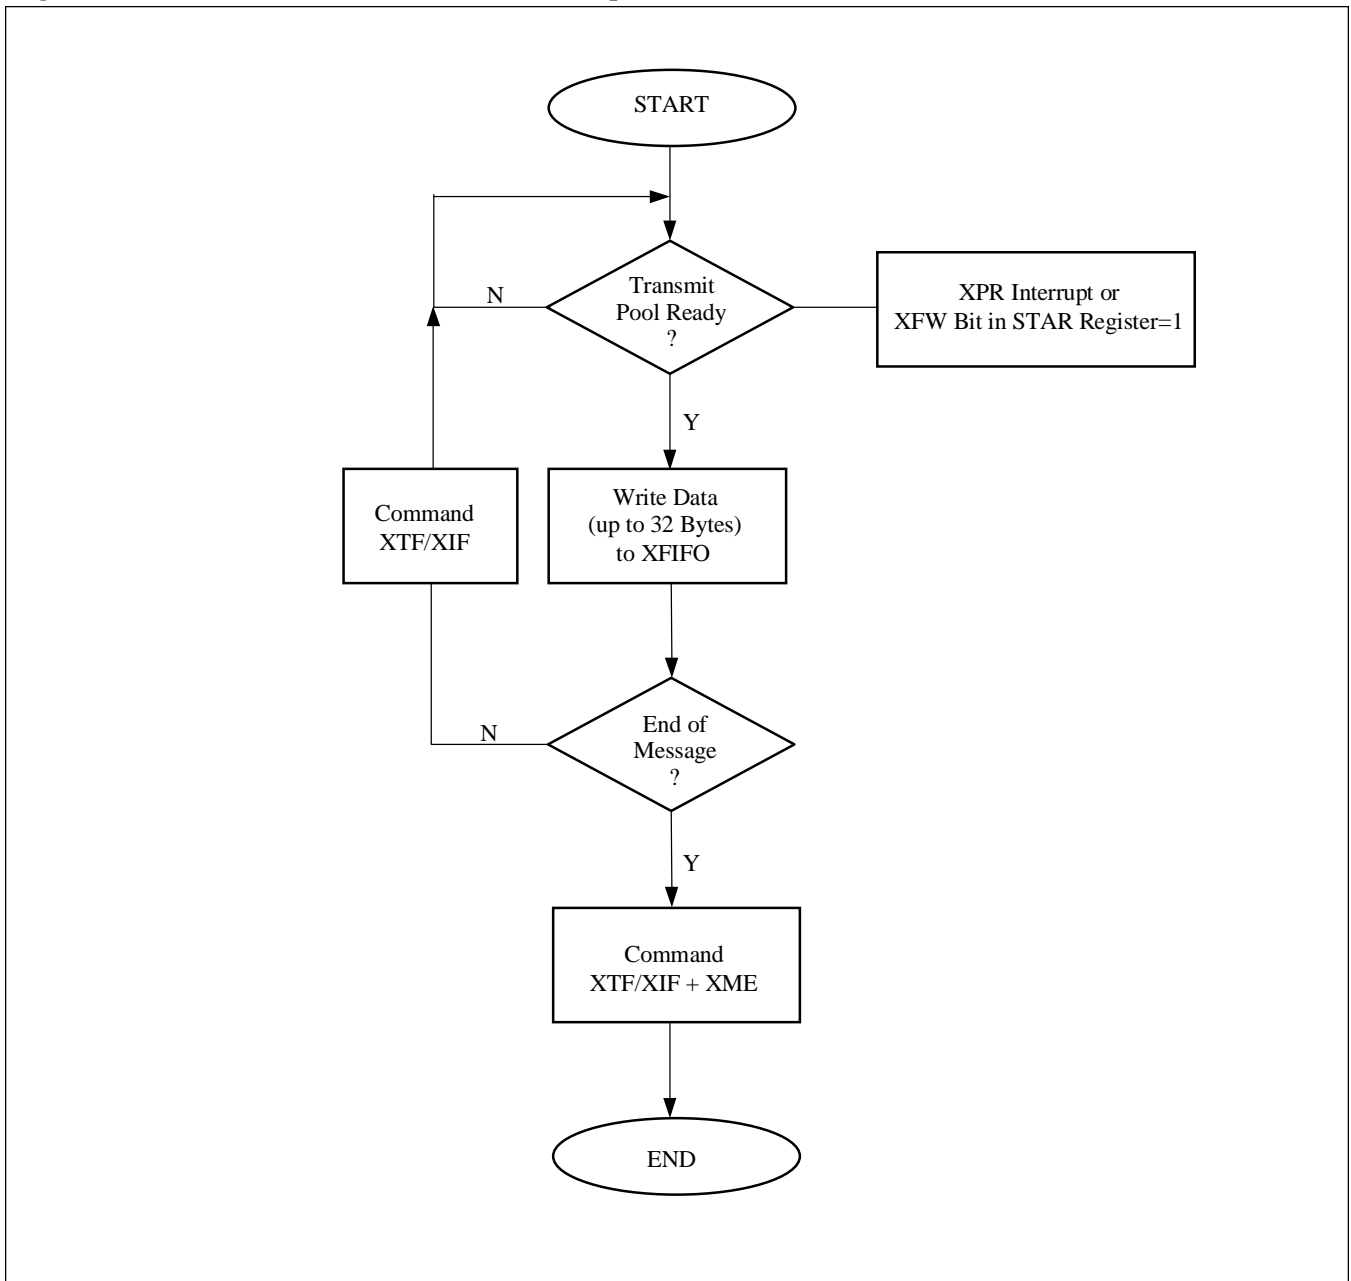 START
Transmit
Pool Ready
?
N
XPR Interrupt or
XFW Bit in STAR Register=1
Y
Command
XTF/XIF
Write Data
(up to 32 Bytes)
to XFIFO
End of
Message
?
N
Y
Command
XTF/XIF + XME
END